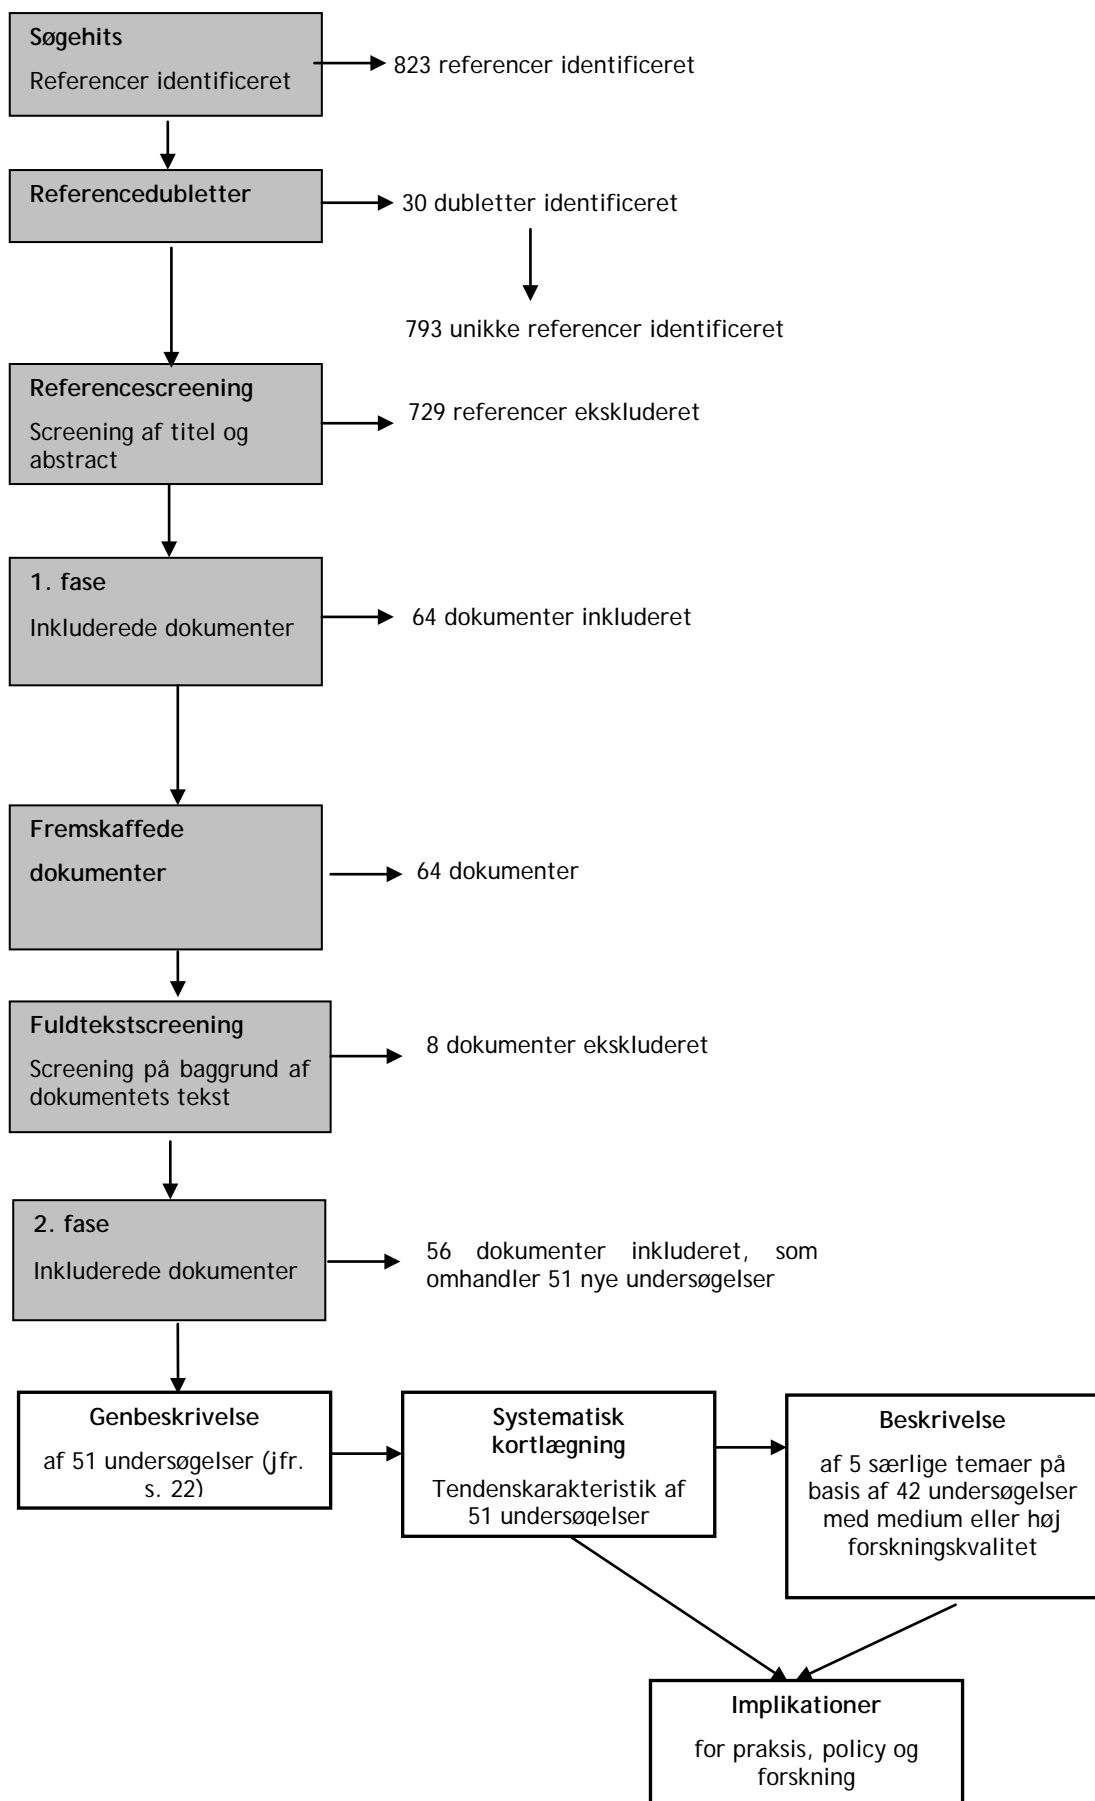 Søgehits
Referencer identificeret
823 referencer identificeret
Referencedubletter
30 dubletter identificeret
793 unikke referencer identificeret
Referencescreening
Screening af titel og
abstract
729 referencer ekskluderet
1. fase
Inkluderede dokumenter
64 dokumenter inkluderet
Fremskaffede
dokumenter
64 dokumenter
Fuldtekstscreening
Screening på baggrund af
dokumentets tekst
8 dokumenter ekskluderet
2. fase
Inkluderede dokumenter
56 dokumenter inkluderet, som
omhandler 51 nye undersøgelser
Genbeskrivelse
af 51 undersøgelser (jfr.
s. 22)
Systematisk
kortlægning
Tendenskarakteristik af
51 undersøgelser
Beskrivelse
af 5 særlige temaer på
basis af 42 undersøgelser
med medium eller høj
forskningskvalitet
Implikationer
for praksis, policy og
forskning